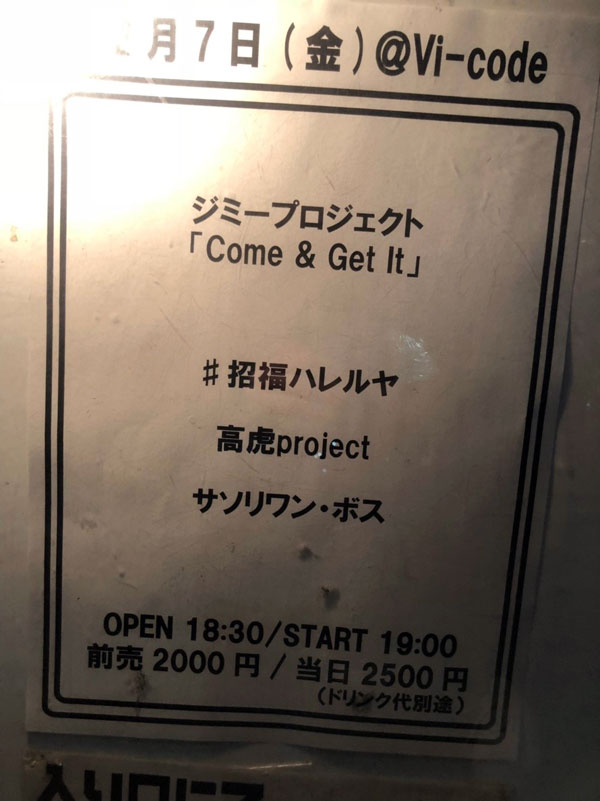 月7日(金)@Vi-code
ジミープロジェクト
「Come & Get It」
♯招福ハレルヤ
高虎project
サソリワン・ボス
OPEN 18:30/START 19:00
前売 2000 円 / 当日 2500 円
(ドリンク代別途)